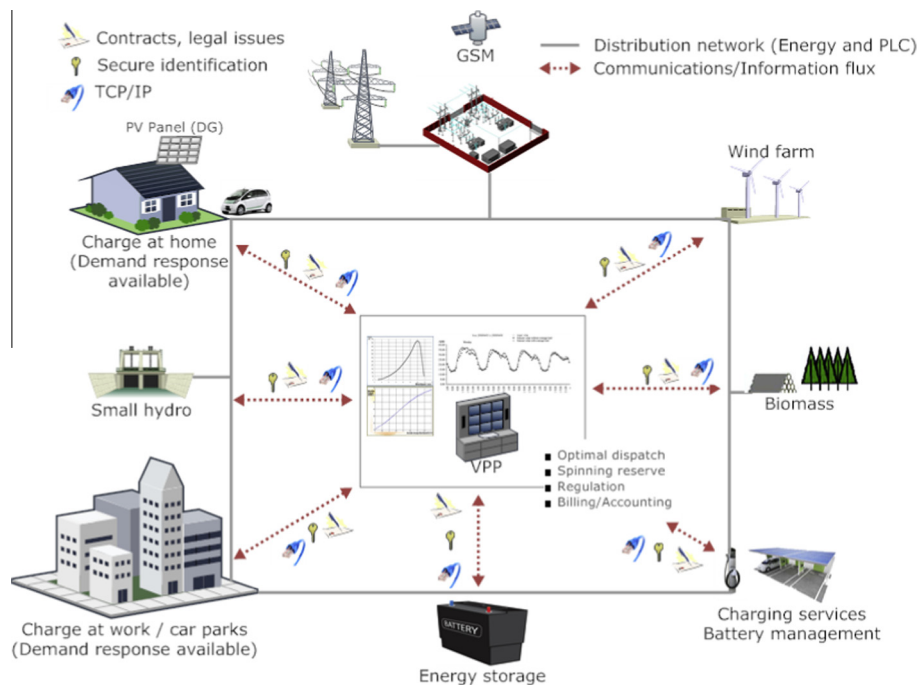 Contracts, legal issues
Secure identification
TCP/IP
GSM
Distribution network (Energy and PLC)
Communications/Information flux
PV Panel (DG)
Wind farm
Charge at home
(Demand response
available)
Small hydro
Biomass
VPP
Optimal dispatch
Spinning reserve
Regulation
Billing/Accounting
Charge at work / car parks
(Demand response available)
BATTERY
Energy storage
Charging services
Battery management